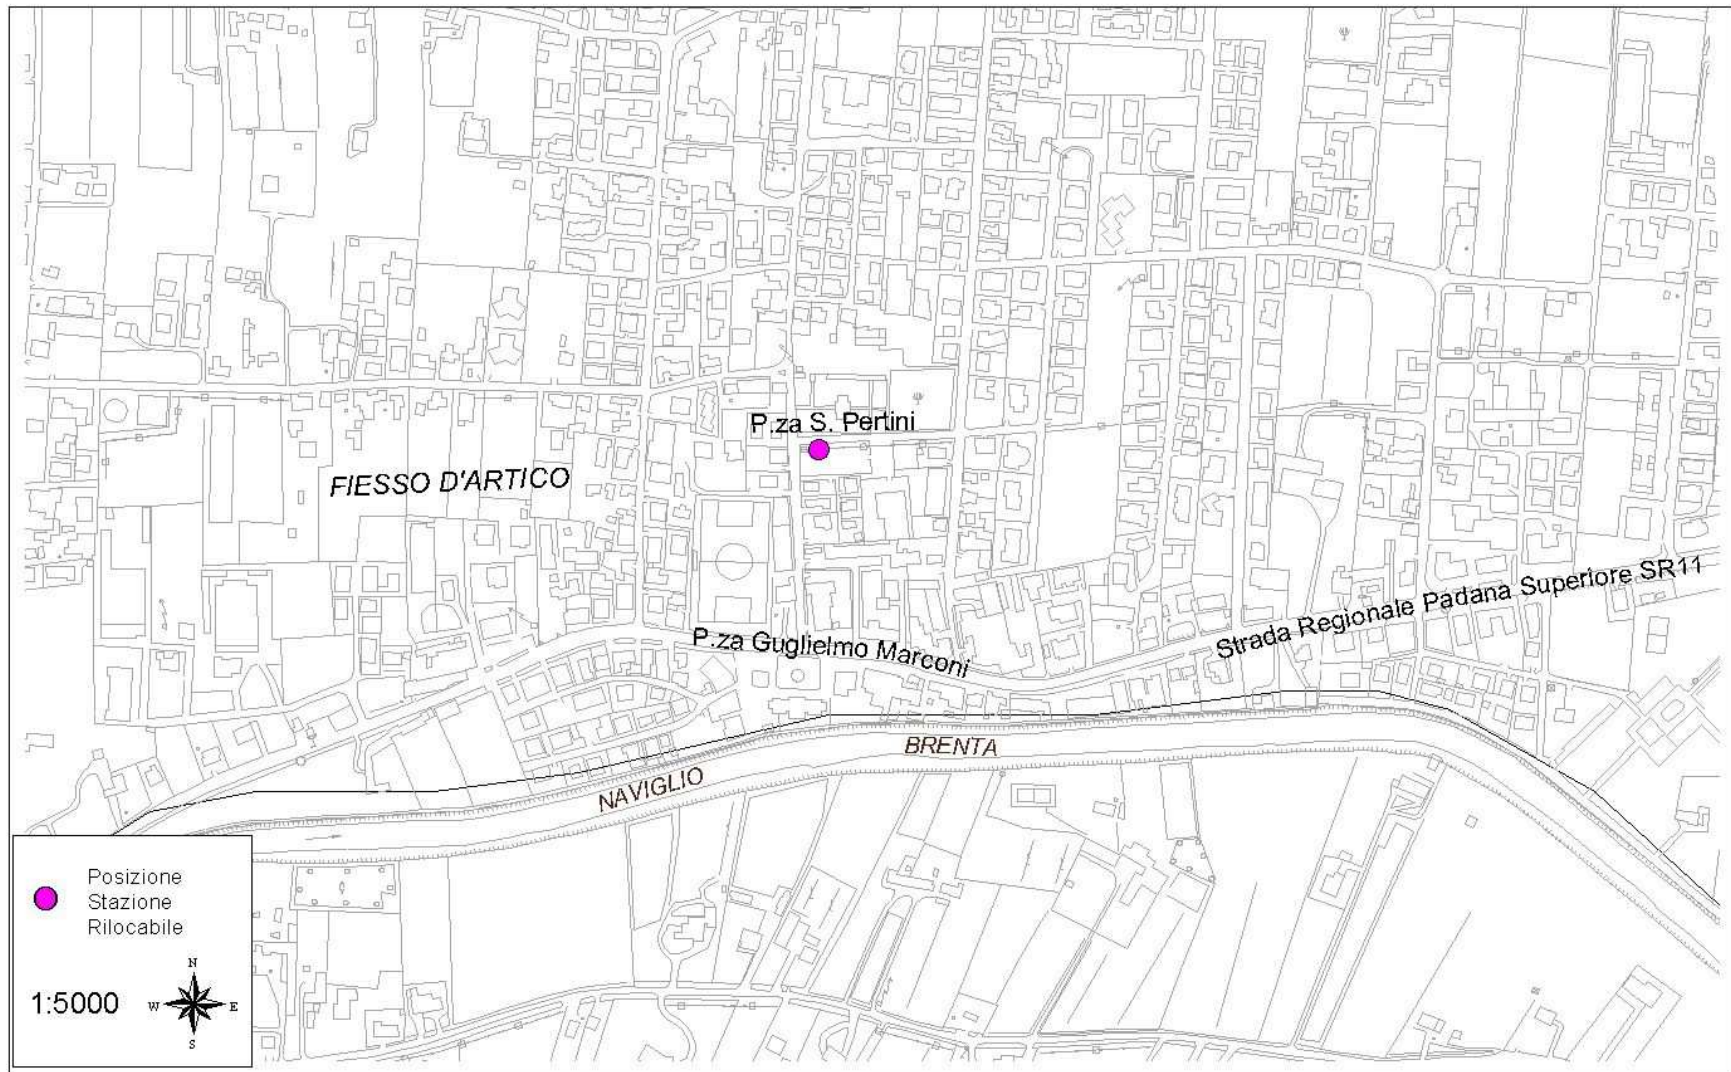 P.za S. Pertini
FIESSO D'ARTICO
Strada Regionale Padana Superiore SR11
P.za Guglielmo Marconi
BRENTA
NAVIGLIO
Posizione
Stazione
Rilocabile
1:5000
N
W E
S